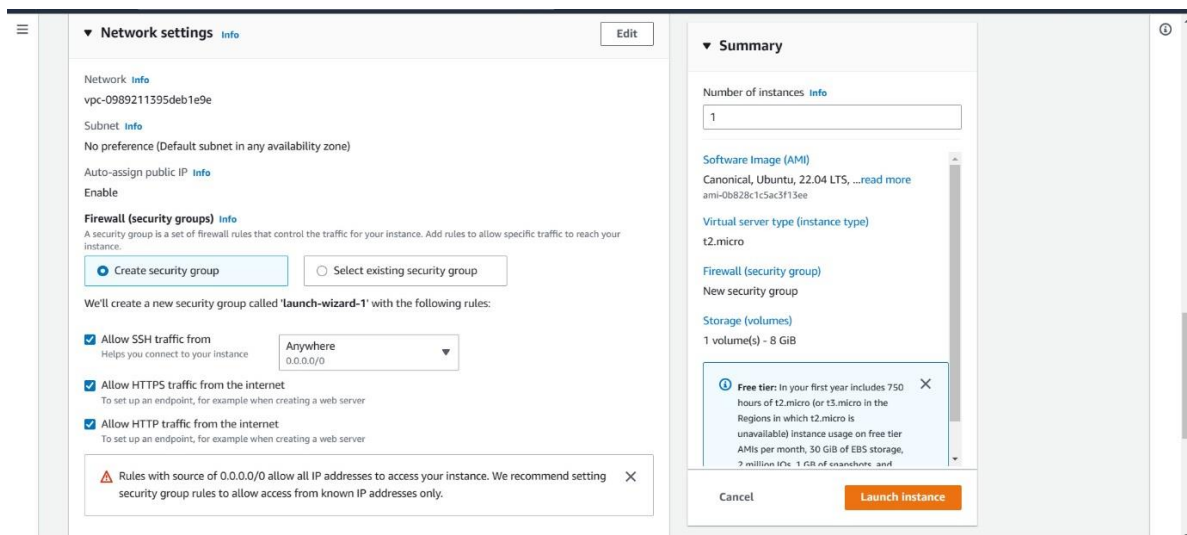 Network settings Info
Edit
Network Info
vpc-0989211395deb1e9e
Subnet Info
No preference (Default subnet in any availability zone)
Auto-assign public IP Info
Enable
Firewall (security groups) Info
A security group is a set of firewall rules that control the traffic for your instance. Add rules to allow specific traffic to reach your
instance.
Create security group
Select existing security group
We'll create a new security group called 'launch-wizard-1' with the following rules:
Allow SSH traffic from
Helps you connect to your instance
Anywhere
0.0.0.0/0
Allow HTTPS traffic from the internet
To set up an endpoint, for example when creating a web server
Allow HTTP traffic from the internet
To set up an endpoint, for example when creating a web server
Rules with source of 0.0.0.0/0 allow all IP addresses to access your instance. We recommend setting
security group rules to allow access from known IP addresses only.
Summary
Number of instances Info
1
Software Image (AMI)
Canonical, Ubuntu, 22.04 LTS, ...read more
ami-0b828c1c5ac3f13ee
Virtual server type (instance type)
t2.micro
Firewall (security group)
New security group
Storage (volumes)
1 volume(s) - 8 GiB
Free tier: In your first year includes 750
hours of t2.micro (or t3.micro in the
Regions in which t2.micro is
unavailable) instance usage on free tier
AMIs per month, 30 GiB of EBS storage,
2 million IOs, 1 GB of snapshots, and
Cancel
Launch instance